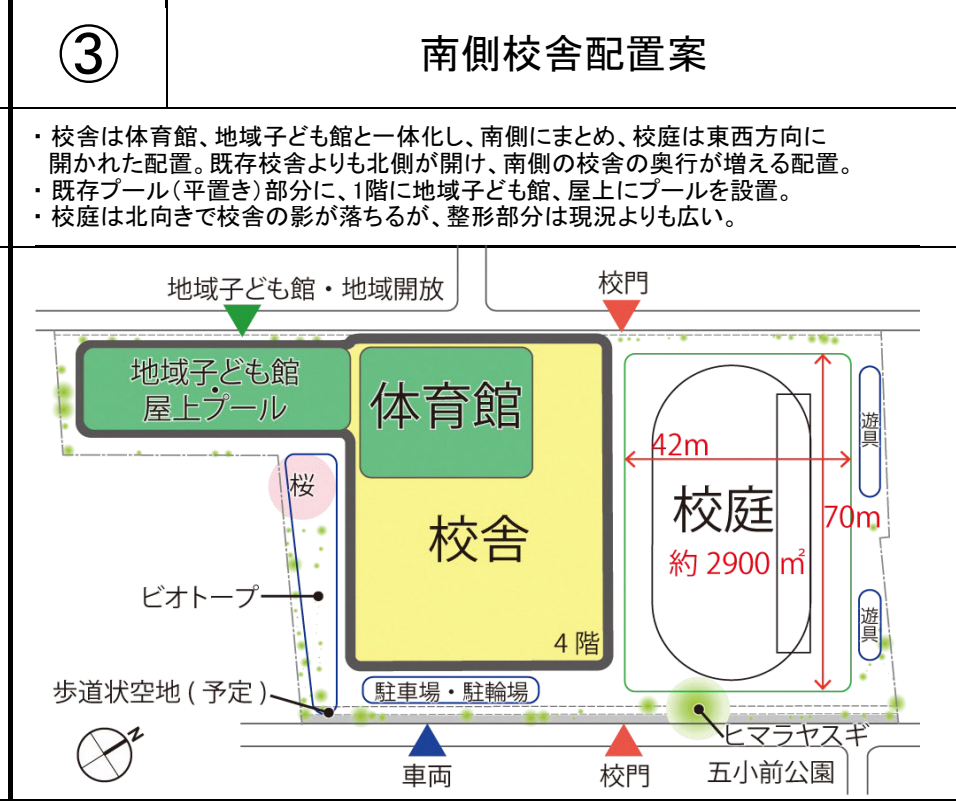 ③
南側校舎配置案
・校舎は体育館、地域子ども館と一体化し、南側にまとめ、校庭は東西方向に
開かれた配置。既存校舎よりも北側が開け、南側の校舎の奥行が増える配置。
・既存プール(平置き)部分に、1階に地域子ども館、屋上にプールを設置。
・校庭は北向きで校舎の影が落ちるが、整形部分は現況よりも広い。
地域子ども館・地域開放
校門
地域子ども館
・
屋上プール
体育館
遊具
42m
桜
校庭
70m
校舎
約 2900 ㎡
ビオトープ
遊具
4 階
歩道状空地 ( 予定 )
駐車場・駐輪場
N
ヒマラヤスギ
車両
校門
五小前公園